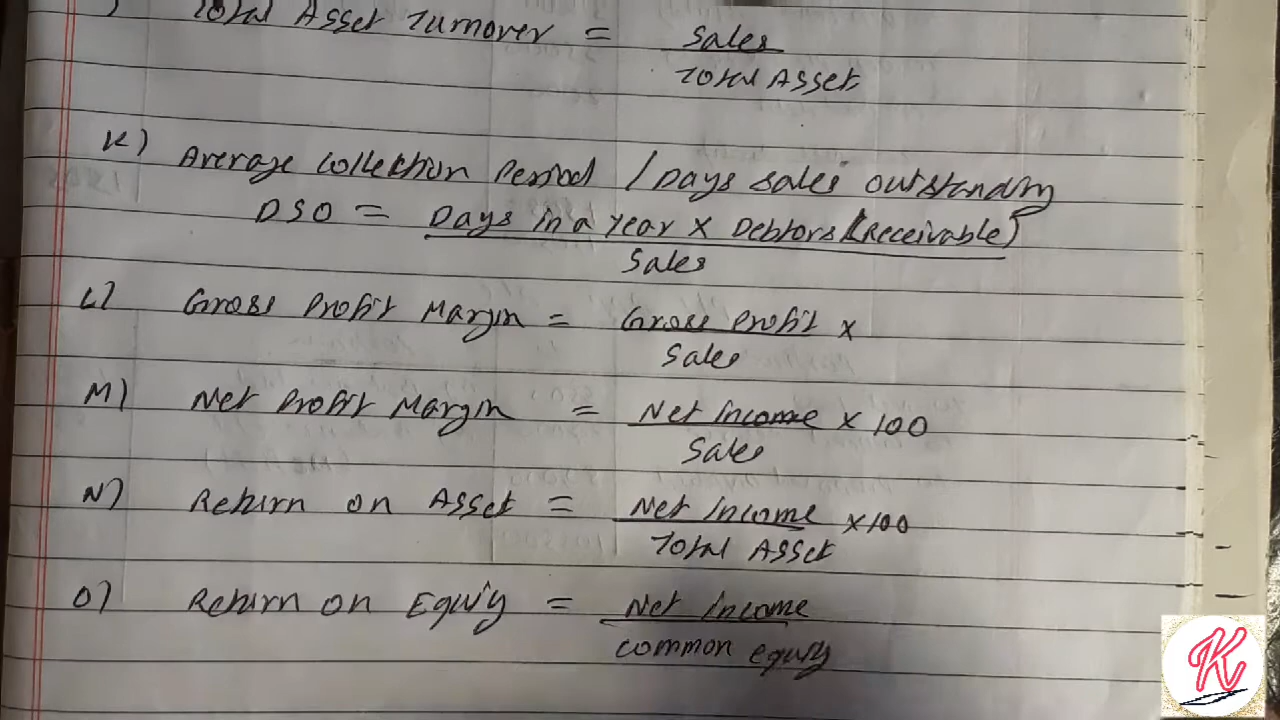 Total Asset Turnover = Sales
Total Asset
K) Average Collection Period / Days sales outstanding
DSO = Days in a year x Debtors (Receivable)
Sales
L) Gross Profit Margin = Gross Profit x
Sales
M) Net Profit Margin = Net income x 100
Sales
N) Return on Asset = Net income x100
Total Asset
O) Return on Equiy = Net income
common equiy
K